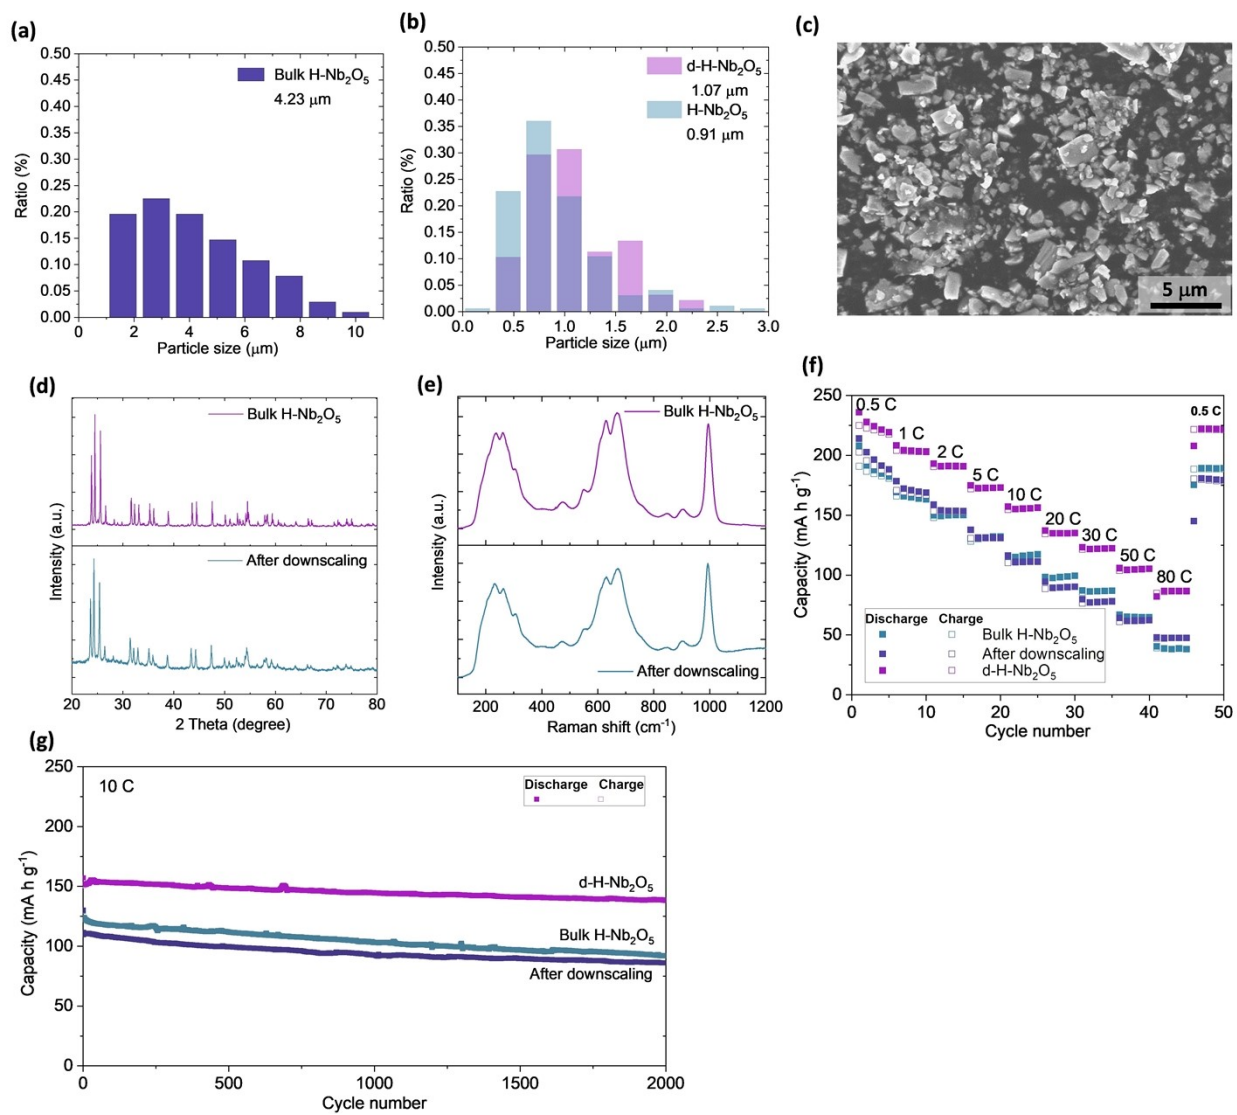 (a)
0.50
0.45
0.40
0.35
0.30
0.25
0.20
0.15
0.10
0.05
0.00
Ratio (%)
Bulk H-Nb₂O₅
4.23 μm
2 4 6 8 10
Particle size (μm)
(b)
0.50
0.45
0.40
0.35
0.30
0.25
0.20
0.15
0.10
0.05
0.00
Ratio (%)
d-H-Nb₂O₅
1.07 μm
H-Nb₂O₅
0.91 μm
0.0 0.5 1.0 1.5 2.0 2.5 3.0
Particle size (μm)
(c)
5 μm
(d)
Intensity (a.u.)
Bulk H-Nb₂O₅
After downscaling
20 30 40 50 60 70 80
2 Theta (degree)
(e)
Intensity (a.u.)
Bulk H-Nb₂O₅
After downscaling
200 400 600 800 1000 1200
Raman shift (cm⁻¹)
(f)
250
200
150
100
50
0
Capacity (mA h g⁻¹)
0.5 C
1 C
2 C
5 C
10 C
20 C
30 C
50 C
80 C
0.5 C
Discharge Charge
Bulk H-Nb₂O₅
After downscaling
d-H-Nb₂O₅
0 10 20 30 40 50
Cycle number
(g)
250
200
150
100
50
0
Capacity (mA h g⁻¹)
10 C
Discharge Charge
d-H-Nb₂O₅
Bulk H-Nb₂O₅
After downscaling
0 500 1000 1500 2000
Cycle number